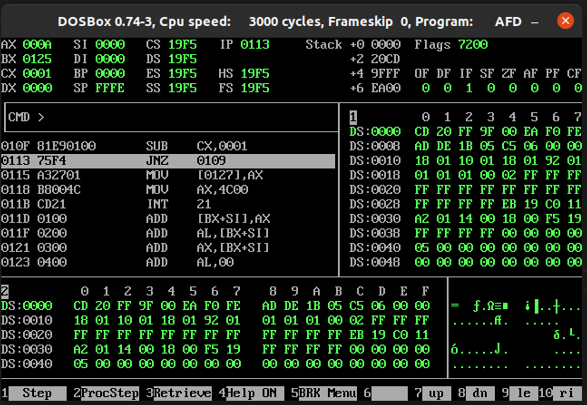 DOSBox 0.74-3, Cpu speed: 3000 cycles, Frameskip 0, Program: AFD
AX 000A SI 0000 CS 19F5 IP 0113 Stack +0 0000 Flags 7200
BX 0125 DI 0000 DS 19F5 +2 20CD
CX 0001 BP 0000 ES 19F5 HS 19F5 +4 9FFF OF DF IF SF ZF AF PF CF
DX 0000 SP FFFE SS 19F5 FS 19F5 +6 EA00 0 0 1 0 0 0 0 0
CMD >
010F 81E90100 SUB CX,0001
0113 75F4 JNZ 0109
0115 A32701 MOV [0127],AX
0118 B8004C MOV AX,4C00
011B CD21 INT 21
011D 0100 ADD [BX+SI],AX
011F 0200 ADD AL,[BX+SI]
0121 0300 ADD AX,[BX+SI]
0123 0400 ADD AL,00
1 0 1 2 3 4 5 6 7
DS:0000 CD 20 FF 9F 00 EA F0 FE
DS:0008 AD DE 1B 05 C5 06 00 00
DS:0010 18 01 10 01 18 01 92 01
DS:0018 01 01 01 00 02 FF FF FF
DS:0020 FF FF FF FF FF FF FF FF
DS:0028 FF FF FF FF EB 19 C0 11
DS:0030 A2 01 14 00 18 00 F5 19
DS:0038 FF FF FF FF 00 00 00 00
DS:0040 05 00 00 00 00 00 00 00
DS:0048 00 00 00 00 00 00 00 00
2 0 1 2 3 4 5 6 7 8 9 A B C D E F
DS:0000 CD 20 FF 9F 00 EA F0 FE AD DE 1B 05 C5 06 00 00
DS:0010 18 01 10 01 18 01 92 01 01 01 01 00 02 FF FF FF
DS:0020 FF FF FF FF FF FF FF FF FF FF FF FF EB 19 C0 11
DS:0030 A2 01 14 00 18 00 F5 19 FF FF FF FF 00 00 00 00
DS:0040 05 00 00 00 00 00 00 00 00 00 00 00 00 00 00 00
1 Step 2 ProcStep 3 Retrieve 4 Help ON 5 BRK Menu 6 7 up 8 dn 9 le 10 ri